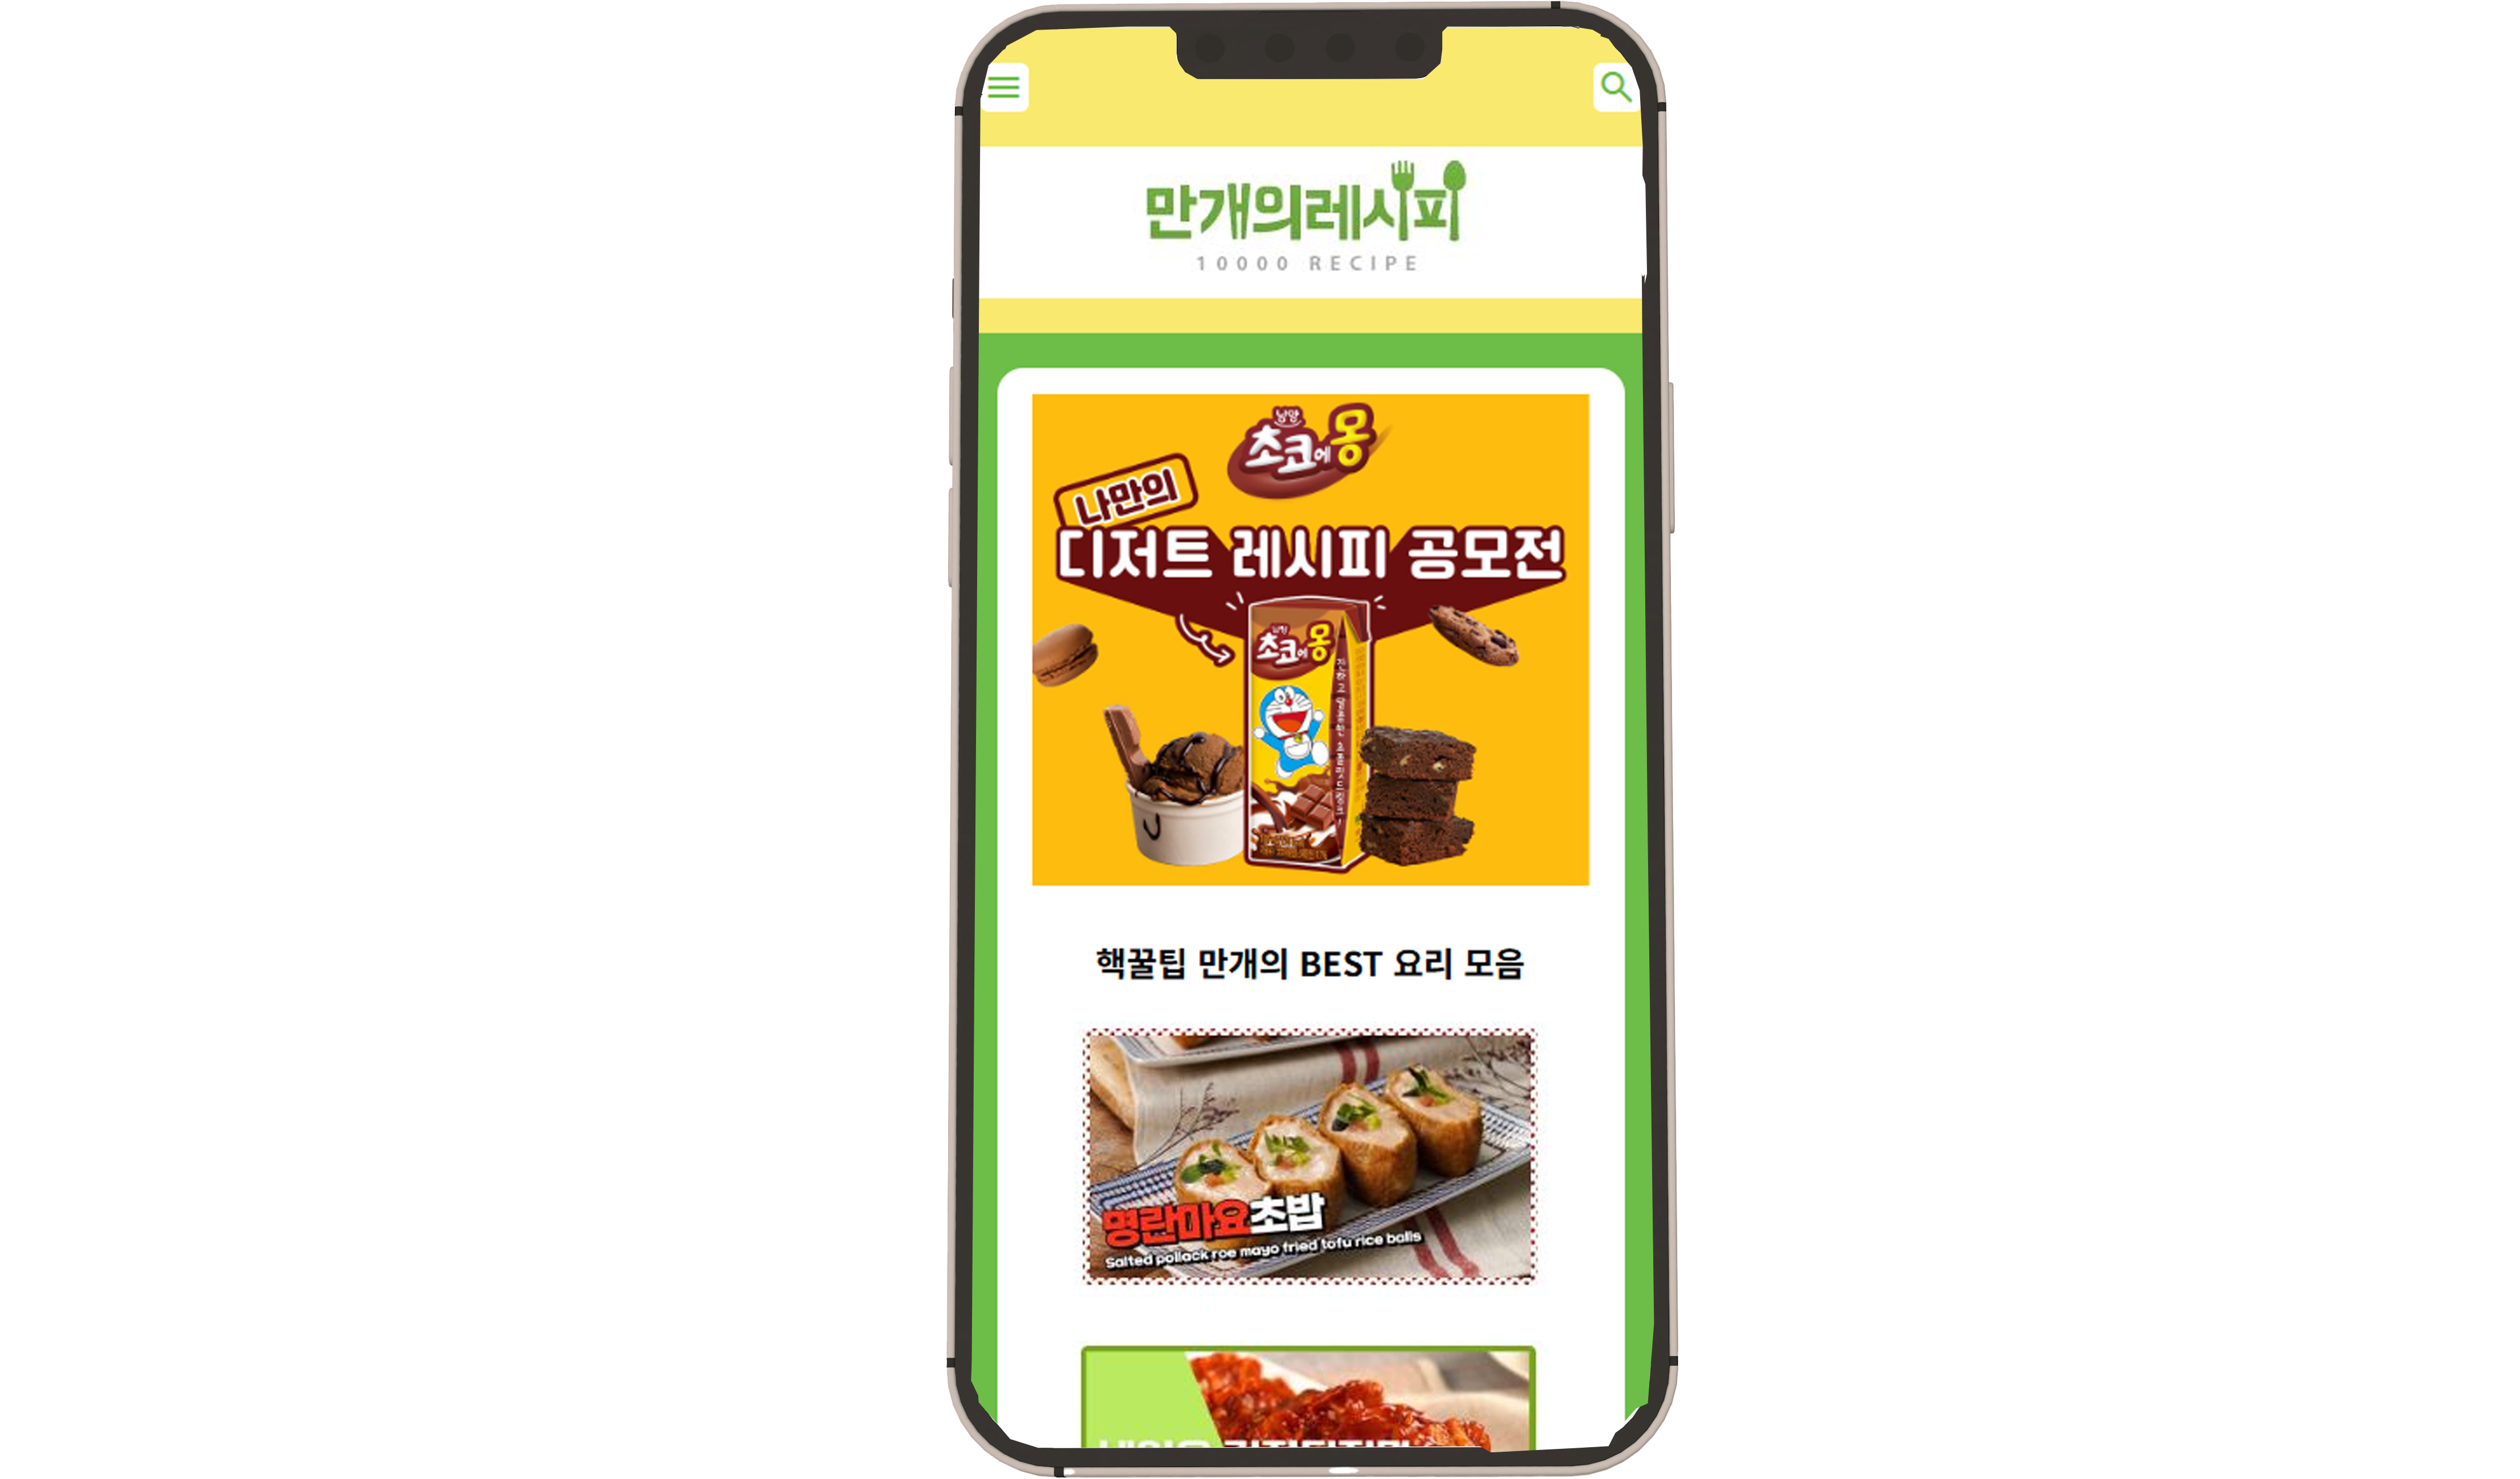 만개의레시피
10000 RECIPE
남양
초코에몽
나만의
디저트 레시피 공모전
초코에몽
핵꿀팁 만개의 BEST 요리 모음
명란마요초밥
Salted pollack roe mayo fried tofu rice balls